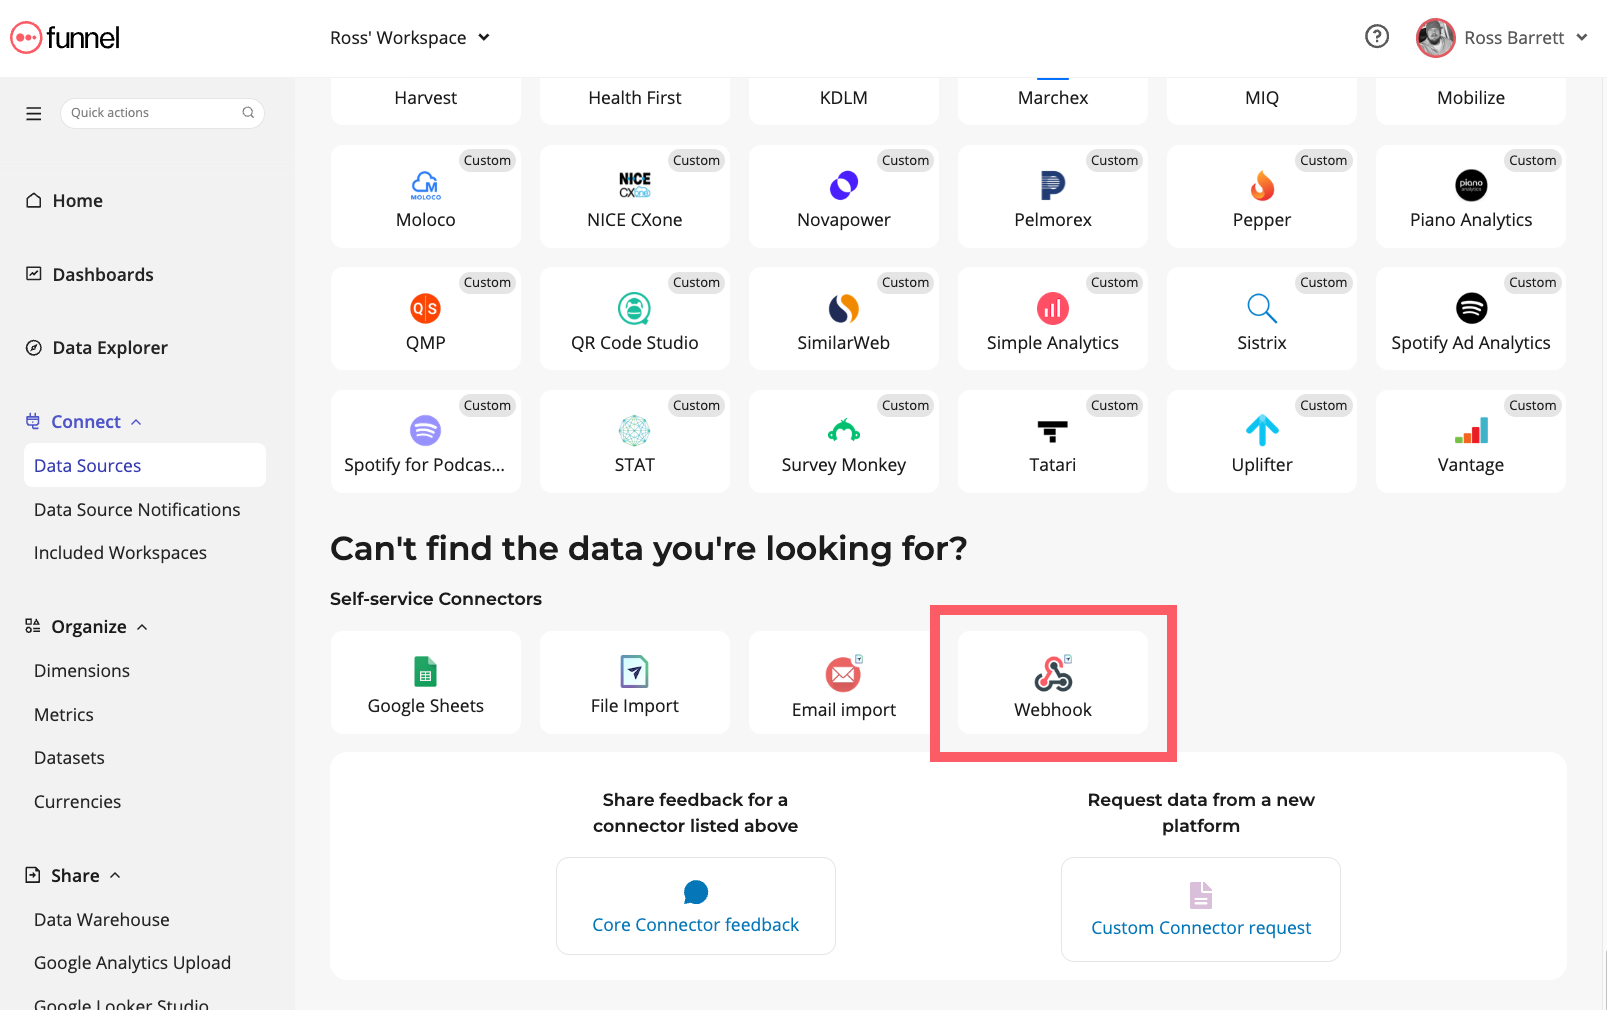 funnel
Ross' Workspace
Ross Barrett
Quick actions
Home
Dashboards
Data Explorer
Connect
Data Sources
Data Source Notifications
Included Workspaces
Organize
Dimensions
Metrics
Datasets
Currencies
Share
Data Warehouse
Google Analytics Upload
Google Looker Studio
Harvest
Health First
KDLM
Marchex
MIQ
Mobilize
Custom
MOLOCO
Moloco
Custom
NICE
CXone
NICE CXone
Custom
Novapower
Custom
Pelmorex
Custom
Pepper
Custom
piano
analytics
Piano Analytics
Custom
QS
QMP
Custom
QR Code Studio
Custom
SimilarWeb
Custom
Simple Analytics
Custom
Sistrix
Custom
Spotify Ad Analytics
Custom
Spotify for Podcas...
Custom
STAT
Custom
Survey Monkey
Custom
Tatari
Custom
Uplifter
Custom
Vantage
Can't find the data you're looking for?
Self-service Connectors
Google Sheets
File Import
Email import
Webhook
Share feedback for a
connector listed above
Core Connector feedback
Request data from a new
platform
Custom Connector request